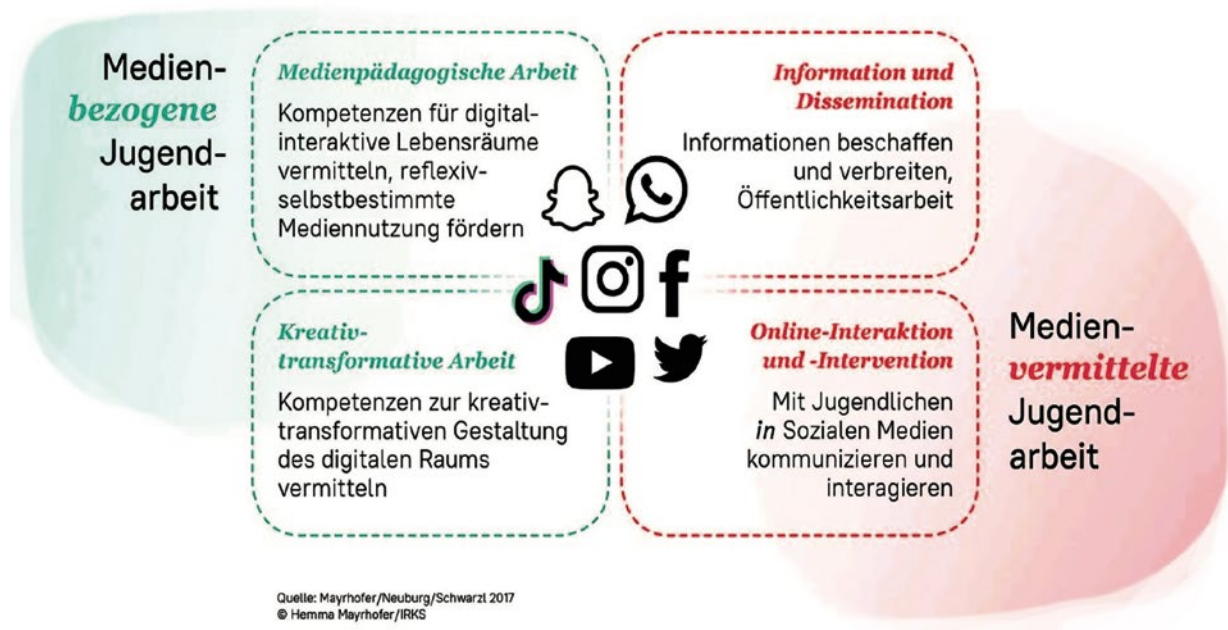 Medien-
bezogene
Jugend-
arbeit
Medienpädagogische Arbeit
Kompetenzen für digital-
interaktive Lebensräume
vermitteln, reflexiv-
selbstbestimmte
Mediennutzung fördern
Information und
Dissemination
Informationen beschaffen
und verbreiten,
Öffentlichkeitsarbeit
Kreativ-
transformative Arbeit
Kompetenzen zur kreativ-
transformativen Gestaltung
des digitalen Raums
vermitteln
Online-Interaktion
und -Intervention
Mit Jugendlichen
in Sozialen Medien
kommunizieren und
interagieren
Medien-
vermittelte
Jugend-
arbeit
Quelle: Mayrhofer/Neuburg/Schwarzl 2017
© Hemma Mayrhofer/IRKS